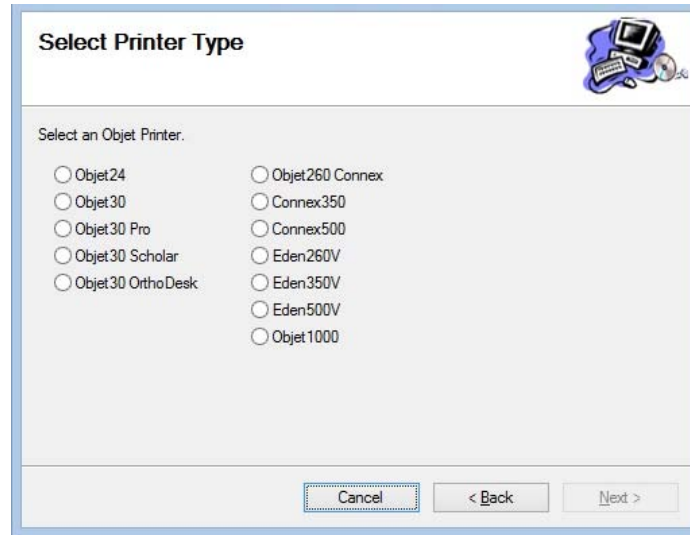 Select Printer Type
Select an Objet Printer.
Objet24
Objet30
Objet30 Pro
Objet30 Scholar
Objet30 OrthoDesk
Objet260 Connex
Connex350
Connex500
Eden260V
Eden350V
Eden500V
Objet1000
Cancel
< Back
Next >